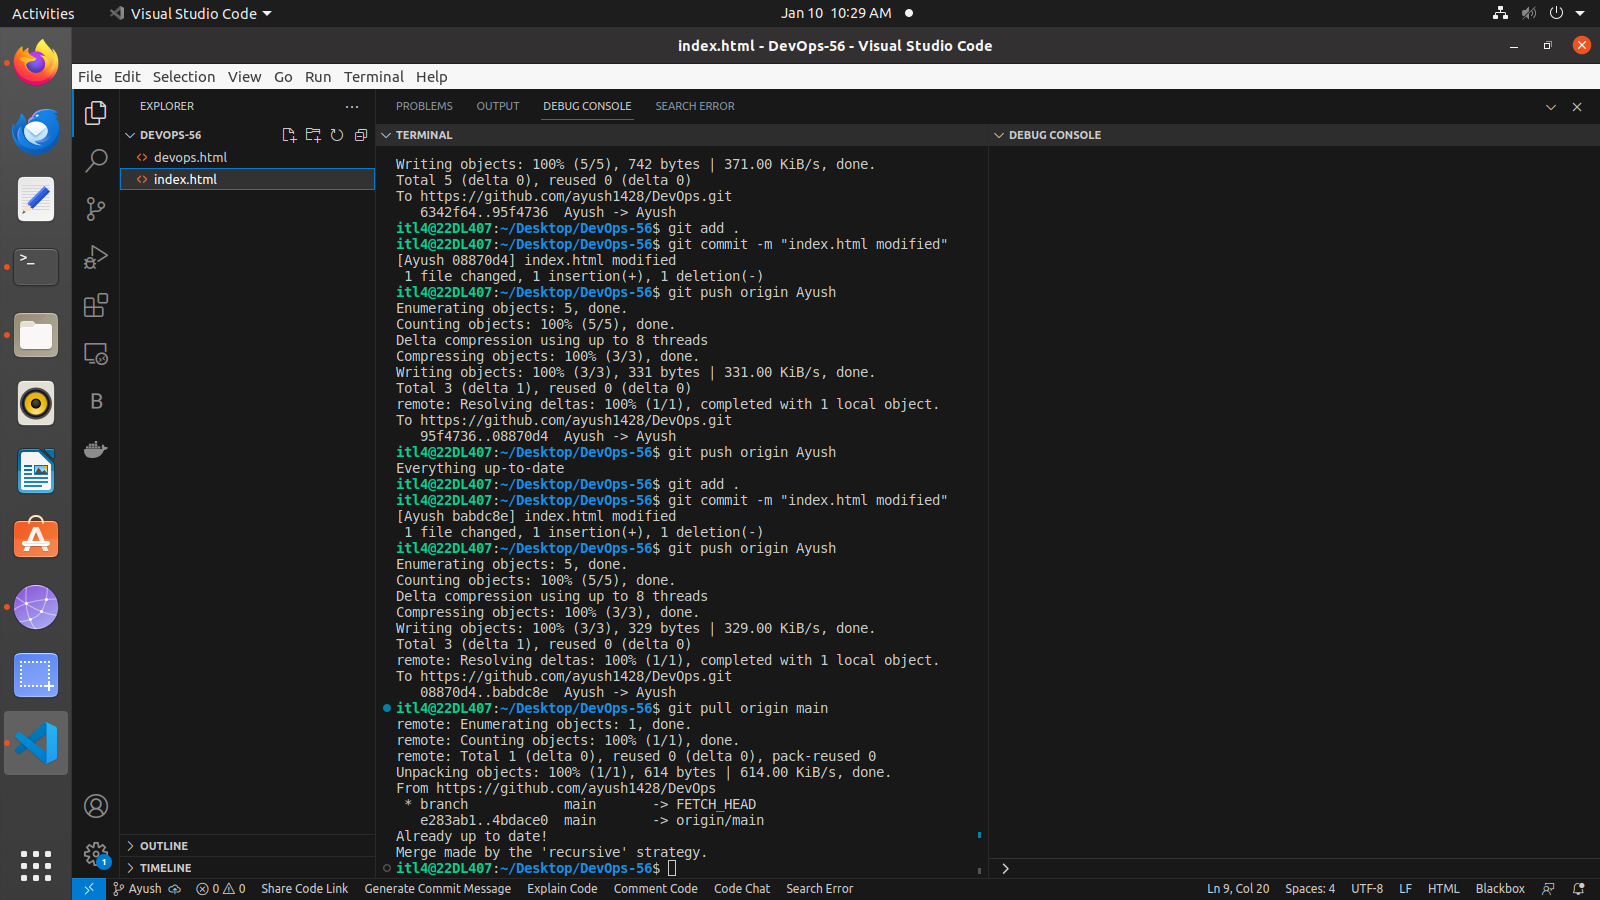 Activities
Visual Studio Code
Jan 10 10:29 AM
index.html - DevOps-56 - Visual Studio Code
File Edit Selection View Go Run Terminal Help
EXPLORER
DEVOPS-56
<> devops.html
<> index.html
OUTLINE
TIMELINE
B
1
>_
PROBLEMS OUTPUT DEBUG CONSOLE SEARCH ERROR
TERMINAL
Writing objects: 100% (5/5), 742 bytes | 371.00 KiB/s, done.
Total 5 (delta 0), reused 0 (delta 0)
To https://github.com/ayush1428/DevOps.git
   6342f64..95f4736  Ayush -> Ayush
itl4@22DL407:~/Desktop/DevOps-56$ git add .
itl4@22DL407:~/Desktop/DevOps-56$ git commit -m "index.html modified"
[Ayush 08870d4] index.html modified
 1 file changed, 1 insertion(+), 1 deletion(-)
itl4@22DL407:~/Desktop/DevOps-56$ git push origin Ayush
Enumerating objects: 5, done.
Counting objects: 100% (5/5), done.
Delta compression using up to 8 threads
Compressing objects: 100% (3/3), done.
Writing objects: 100% (3/3), 331 bytes | 331.00 KiB/s, done.
Total 3 (delta 1), reused 0 (delta 0)
remote: Resolving deltas: 100% (1/1), completed with 1 local object.
To https://github.com/ayush1428/DevOps.git
   95f4736..08870d4  Ayush -> Ayush
itl4@22DL407:~/Desktop/DevOps-56$ git push origin Ayush
Everything up-to-date
itl4@22DL407:~/Desktop/DevOps-56$ git add .
itl4@22DL407:~/Desktop/DevOps-56$ git commit -m "index.html modified"
[Ayush babdc8e] index.html modified
 1 file changed, 1 insertion(+), 1 deletion(-)
itl4@22DL407:~/Desktop/DevOps-56$ git push origin Ayush
Enumerating objects: 5, done.
Counting objects: 100% (5/5), done.
Delta compression using up to 8 threads
Compressing objects: 100% (3/3), done.
Writing objects: 100% (3/3), 329 bytes | 329.00 KiB/s, done.
Total 3 (delta 1), reused 0 (delta 0)
remote: Resolving deltas: 100% (1/1), completed with 1 local object.
To https://github.com/ayush1428/DevOps.git
   08870d4..babdc8e  Ayush -> Ayush
itl4@22DL407:~/Desktop/DevOps-56$ git pull origin main
remote: Enumerating objects: 1, done.
remote: Counting objects: 100% (1/1), done.
remote: Total 1 (delta 0), reused 0 (delta 0), pack-reused 0
Unpacking objects: 100% (1/1), 614 bytes | 614.00 KiB/s, done.
From https://github.com/ayush1428/DevOps
 * branch            main       -> FETCH_HEAD
   e283ab1..4bdace0  main       -> origin/main
Already up to date!
Merge made by the 'recursive' strategy.
itl4@22DL407:~/Desktop/DevOps-56$
DEBUG CONSOLE
Ayush 0 0 Share Code Link Generate Commit Message Explain Code Comment Code Code Chat Search Error Ln 9, Col 20 Spaces: 4 UTF-8 LF HTML Blackbox